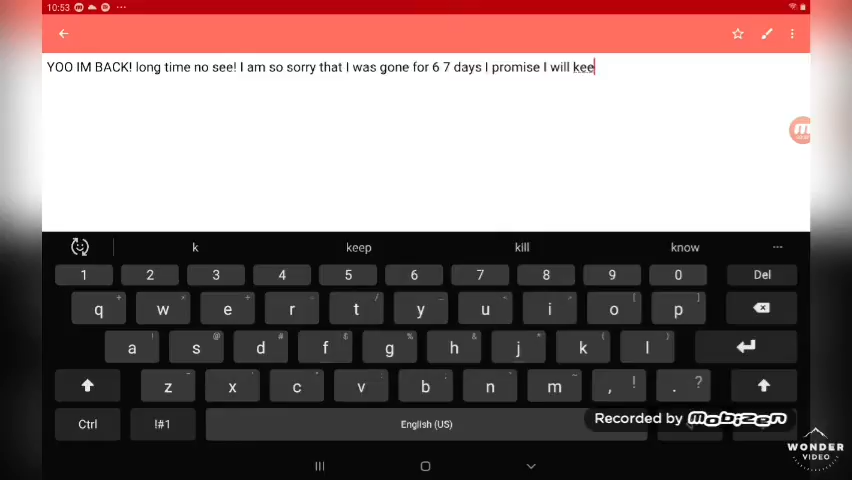 10:53
YOO IM BACK! long time no see! I am so sorry that I was gone for 6 7 days I promise I will kee
k keep kill know
1 2 3 4 5 6 7 8 9 0 Del
q w e r t y u i o p
a s d f g h j k l
z x c v b n m , ! . ?
Ctrl !#1 English (US)
Recorded by MOBIZEN
WONDER
VIDEO